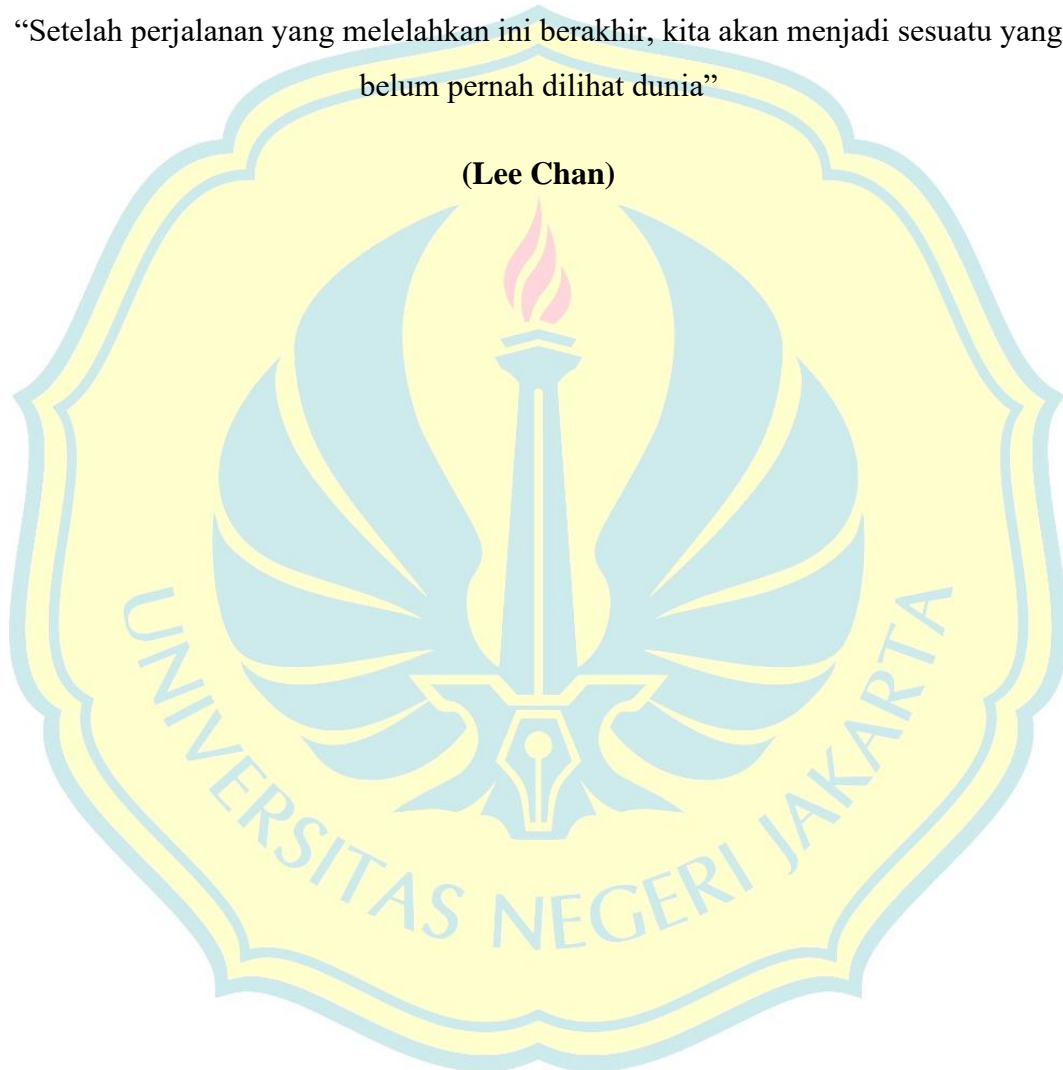 “Setelah perjalanan yang melelahkan ini berakhir, kita akan menjadi sesuatu yang
belum pernah dilihat dunia”
(Lee Chan)
UNIVERSITAS NEGERI JAKARTA